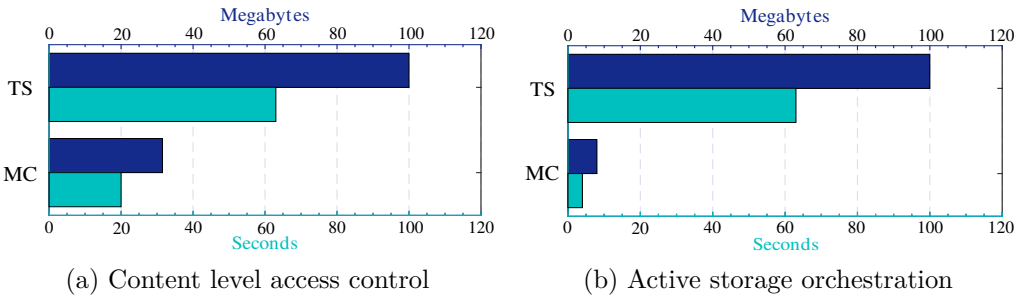 Megabytes Megabytes
0 20 40 60 80 100 120 0 20 40 60 80 100 120
TS TS
MC MC
0 20 40 60 80 100 120 0 20 40 60 80 100 120
Seconds Seconds
(a) Content level access control (b) Active storage orchestration